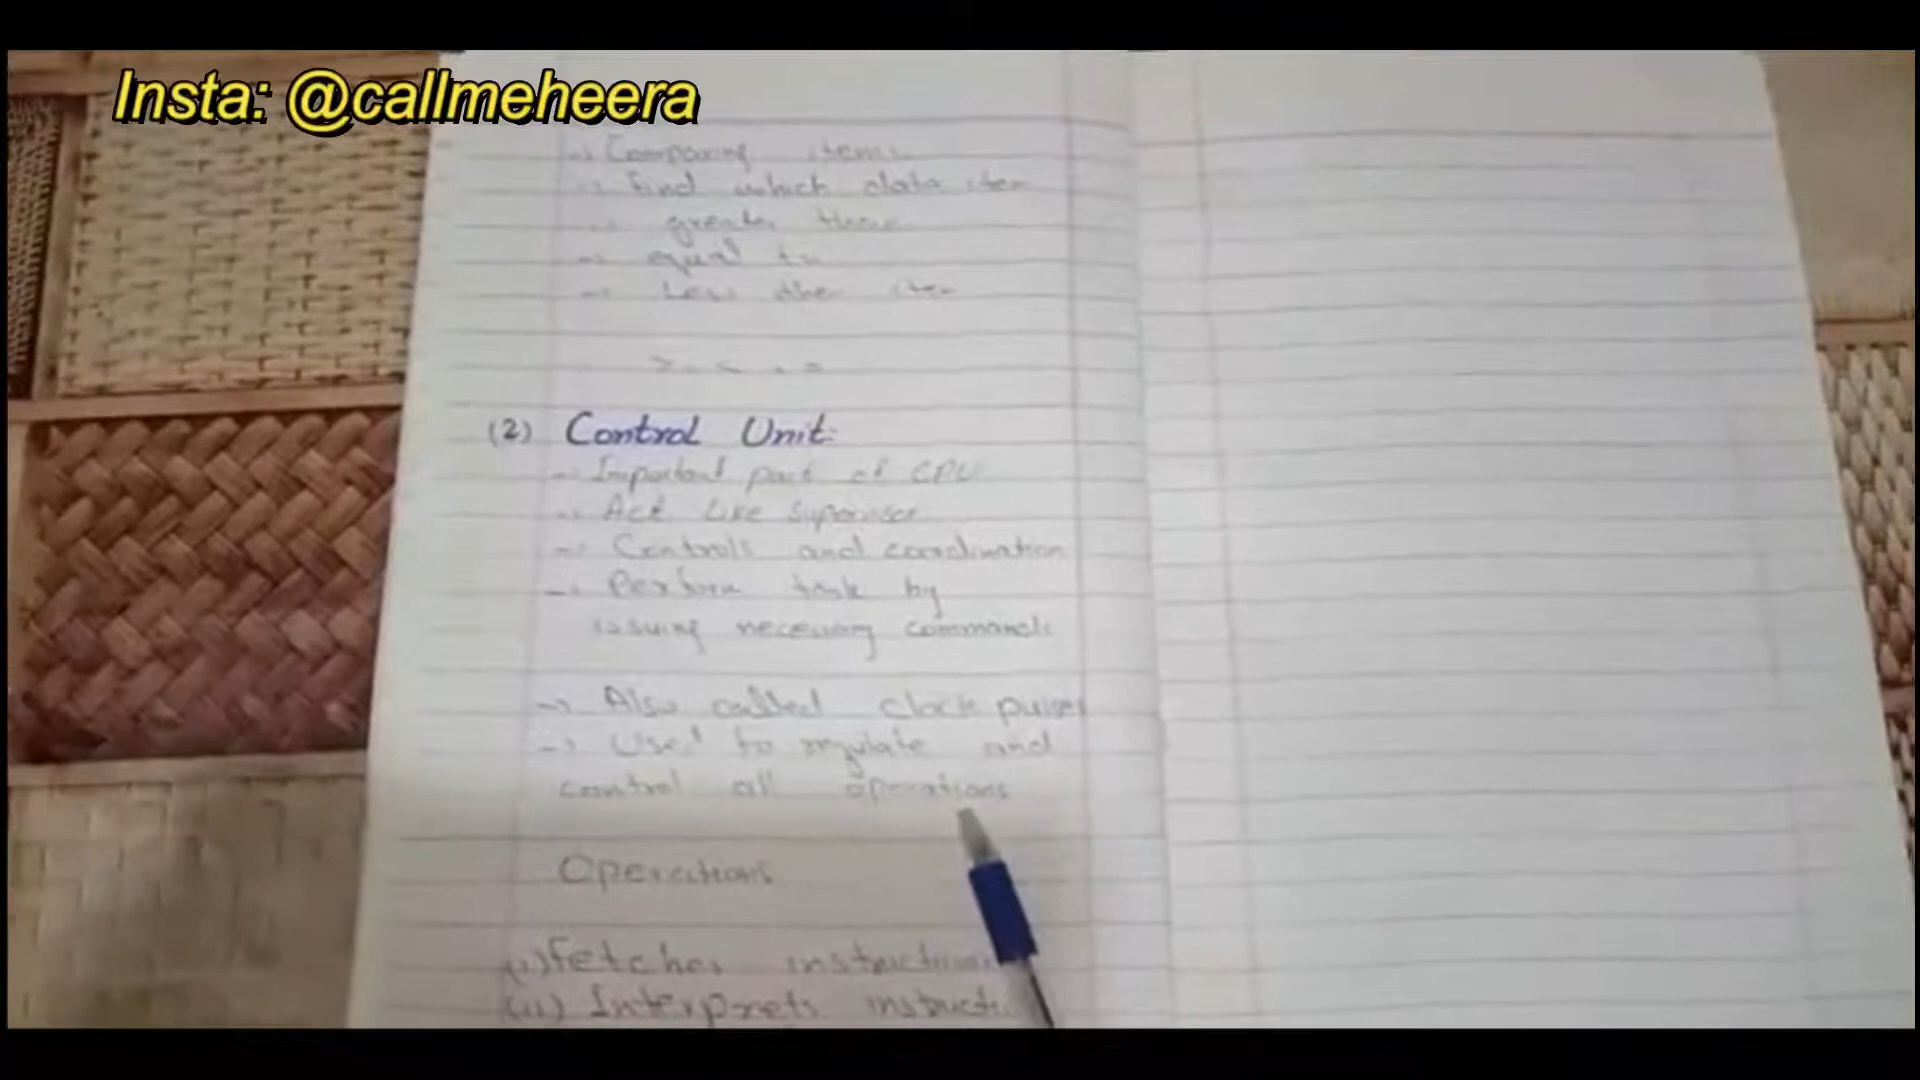 Insta: @callmeheera
→ Comparing items
→ Find which data item
→ greater than
→ equal to
→ Less than item
> , < , =
(2) Control Unit:
→ Important part of CPU
→ Act Like Supervisor
→ Controls and coordination
→ Perform task by
issuing necessary commands
→ Also called clock pulses
→ Used to regulate and
control all operations
Operations
(i) Fetches instructions
(ii) Interprets instructi